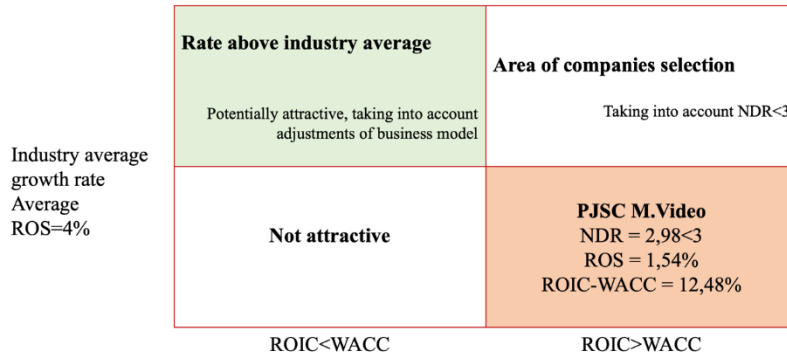 Rate above industry average
Potentially attractive, taking into account
adjustments of business model
Area of companies selection
Taking into account NDR<3
Industry average
growth rate
Average
ROS=4%
Not attractive
PJSC M.Video
NDR = 2,98<3
ROS = 1,54%
ROIC-WACC = 12,48%
ROIC<WACC
ROIC>WACC